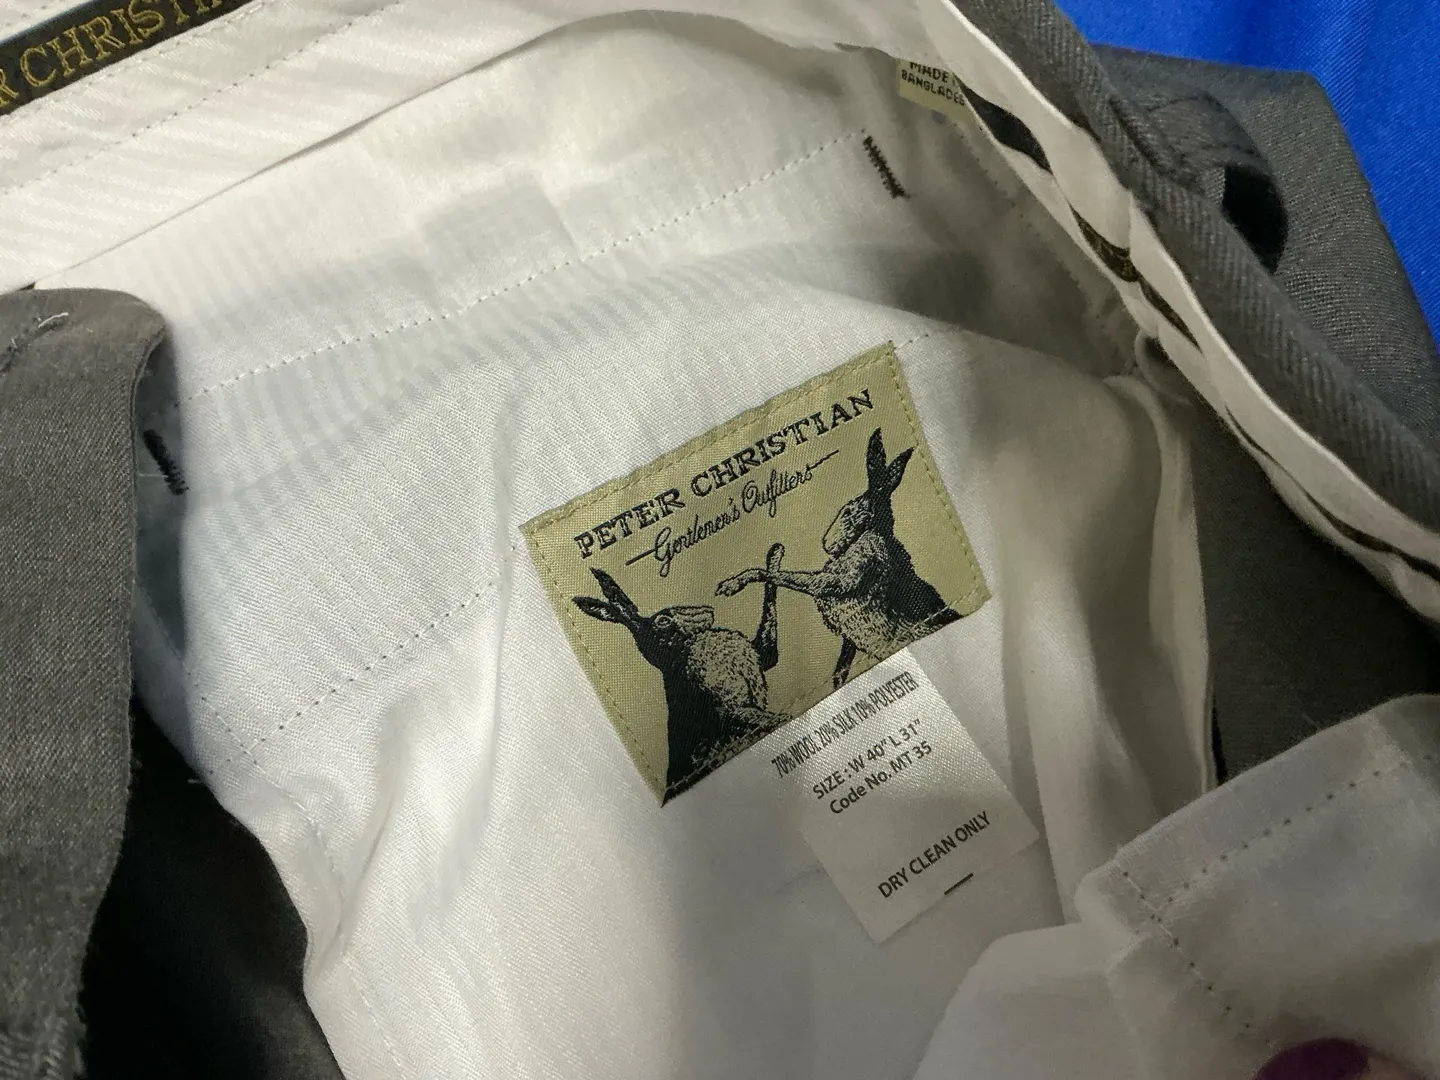 R CHRISTI
MADE
BANGLADES
PETER CHRISTIAN
Gentlemen's Outfitters
70% WOOL 20% SILK 10% POLYESTER
SIZE : W 40" L 31"
Code No. MT 35
DRY CLEAN ONLY